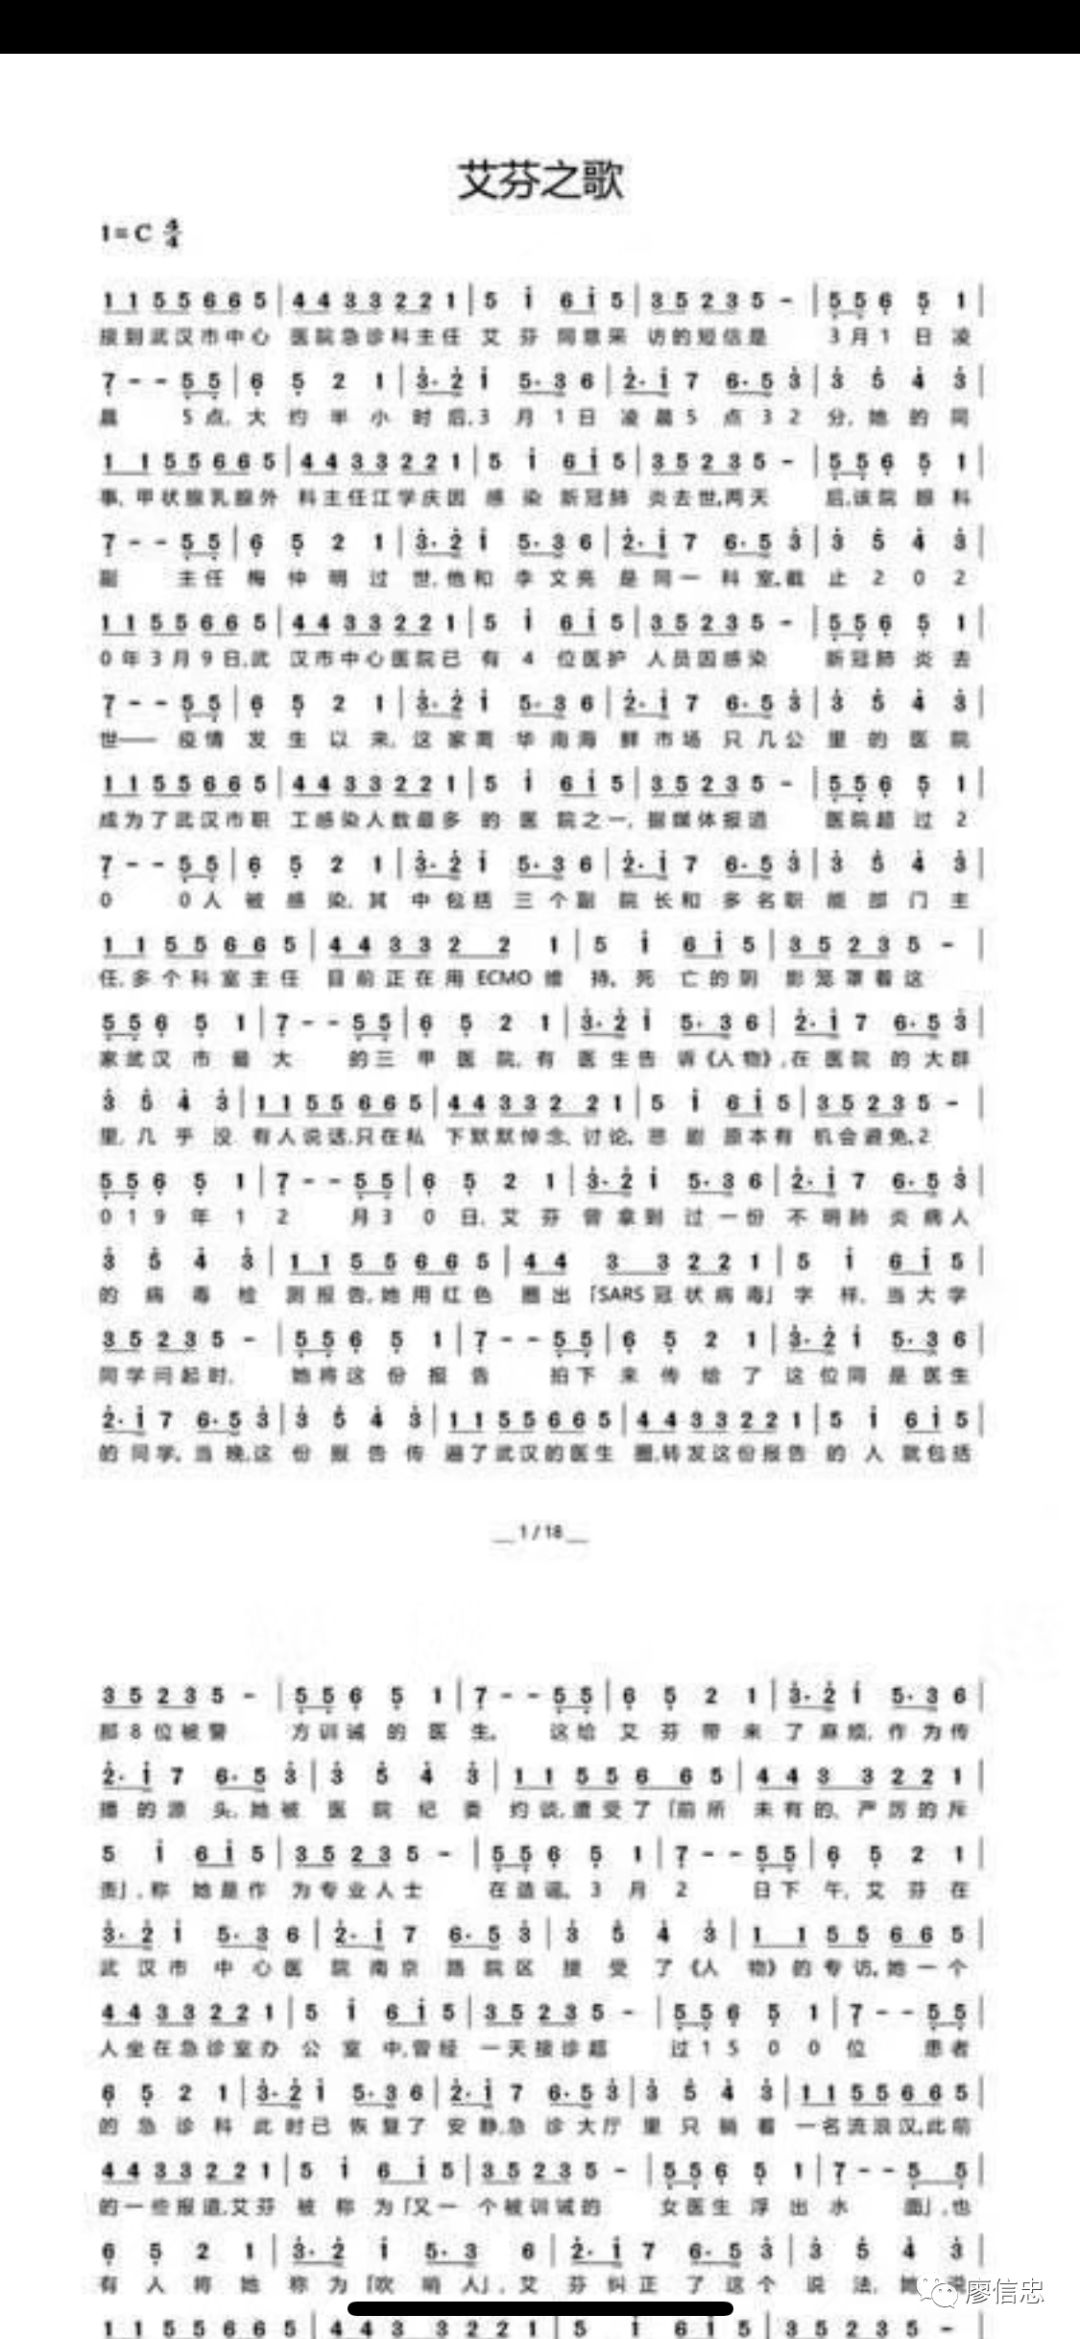 艾芬之歌
1=C 4/4
1 1 5 5 6 6 5 | 4 4 3 3 2 2 1 | 5 i 6 i 5 | 3 5 2 3 5 - | 5 5 6 5 1 |
接到武汉市中心 医院急诊科主任 艾 芬 同意采 访的短信是 3月1 日 凌
7 - - 5 5 | 6 5 2 1 | 3· 2 i 5· 3 6 | 2· i 7 6· 5 3 | 3 5 4 3 |
晨 5点, 大 约 半 小 时后,3 月1日 凌晨5 点32 分, 她 的 同
1 1 5 5 6 6 5 | 4 4 3 3 2 2 1 | 5 i 6 i 5 | 3 5 2 3 5 - | 5 5 6 5 1 |
事, 甲状腺乳腺外 科主任江学庆因 感 染 新冠肺 炎去世,两天 后,该院 眼科
7 - - 5 5 | 6 5 2 1 | 3· 2 i 5· 3 6 | 2· i 7 6· 5 3 | 3 5 4 3 |
副 主任 梅 仲 明 过 世,他和 李文亮 是同一 科室,截 止 2 0 2
1 1 5 5 6 6 5 | 4 4 3 3 2 2 1 | 5 i 6 i 5 | 3 5 2 3 5 - | 5 5 6 5 1 |
0年3月9日,武 汉市中心医院已 有 4 位医护 人员因感染 新冠肺 炎 去
7 - - 5 5 | 6 5 2 1 | 3· 2 i 5· 3 6 | 2· i 7 6· 5 3 | 3 5 4 3 |
世—— 疫情 发 生 以 来, 这家离 华南海 鲜市场 只几公 里 的 医 院
1 1 5 5 6 6 5 | 4 4 3 3 2 2 1 | 5 i 6 i 5 | 3 5 2 3 5 - | 5 5 6 5 1 |
成为了武汉市职 工感染人数最多 的 医 院之一, 据媒体报道 医院超 过 2
7 - - 5 5 | 6 5 2 1 | 3· 2 i 5· 3 6 | 2· i 7 6· 5 3 | 3 5 4 3 |
0 0人 被 感 染, 其 中包括 三个副 院长和 多名职 能 部 门 主
1 1 5 5 6 6 5 | 4 4 3 3 2 2 1 | 5 i 6 i 5 | 3 5 2 3 5 -
任,多个科室主任 目前正在用 ECMO 维 持。死 亡的阴 影笼罩着这
5 5 6 5 1 | 7 - - 5 5 | 6 5 2 1 | 3· 2 i 5· 3 6 | 2· i 7 6· 5 3
家武汉 市 最 大 的三 甲 医 院, 有 医生告 诉《人物》,在医院 的大群
3 5 4 3 | 1 1 5 5 6 6 5 | 4 4 3 3 2 2 1 | 5 i 6 i 5 | 3 5 2 3 5 -
里, 几 乎 没 有人说话,只在私 下默默悼念、讨论。悲 剧 原本有 机会避免。2
5 5 6 5 1 | 7 - - 5 5 | 6 5 2 1 | 3· 2 i 5· 3 6 | 2· i 7 6· 5 3
019 年 1 2 月3 0 日, 艾 芬 曾拿到 过一份 不明肺 炎病人
3 5 4 3 | 1 1 5 5 6 6 5 | 4 4 3 3 2 2 1 | 5 i 6 i 5
的 病 毒 检 测报告,她用红色 圈出「SARS冠状病毒」字 样, 当大学
3 5 2 3 5 - | 5 5 6 5 1 | 7 - - 5 5 | 6 5 2 1 | 3· 2 i 5· 3 6
同学问起时, 她将这 份 报 告 拍下 来 传 给 了 这位同 是医生
2· i 7 6· 5 3 | 3 5 4 3 | 1 1 5 5 6 6 5 | 4 4 3 3 2 2 1 | 5 i 6 i 5
的同学。当晚,这 份 报 告 传 遍了武汉的医生 圈,转发这份报告 的 人 就包括
1 / 18
3 5 2 3 5 - | 5 5 6 5 1 | 7 - - 5 5 | 6 5 2 1 | 3· 2 i 5· 3 6
那8位被警 方训诫 的 医 生。 这给 艾 芬 带 来 了麻烦, 作为传
2· i 7 6· 5 3 | 3 5 4 3 | 1 1 5 5 6 6 5 | 4 4 3 3 2 2 1
播的源 头,她被 医 院 纪 委 约谈,遭受了「前所 未有的、严厉的斥
5 i 6 i 5 | 3 5 2 3 5 - | 5 5 6 5 1 | 7 - - 5 5 | 6 5 2 1
责」,称 她是作 为专业人士 在造谣。3 月 2 日下 午, 艾 芬 在
3· 2 i 5· 3 6 | 2· i 7 6· 5 3 | 3 5 4 3 | 1 1 5 5 6 6 5
武汉市 中心医 院南京 路院区 接 受 了《人 物》的专访,她一个
4 4 3 3 2 2 1 | 5 i 6 i 5 | 3 5 2 3 5 - | 5 5 6 5 1 | 7 - - 5 5
人坐在急诊室办 公 室 中,曾经 一天接诊超 过15 0 0 位 患者
6 5 2 1 | 3· 2 i 5· 3 6 | 2· i 7 6· 5 3 | 3 5 4 3 | 1 1 5 5 6 6 5
的 急 诊 科 此时已 恢复了 安静,急 诊大厅 里 只 躺 着 一名流浪汉。此前
4 4 3 3 2 2 1 | 5 i 6 i 5 | 3 5 2 3 5 - | 5 5 6 5 1 | 7 - - 5 5
的一些报道,艾芬 被 称 为「又一 个被训诫的 女医生 浮 出 水 面」,也
6 5 2 1 | 3· 2 i 5· 3 6 | 2· i 7 6· 5 3 | 3 5 4 3
有 人 将 她 称为「吹 哨人」,艾 芬纠正 了这个 说 法, 她 说
1 1 5 5 6 6 5 | 4 4 3 3 2 2 1 | 5 i 6 i 5 | 3 5 2 3 5 -
廖信忠